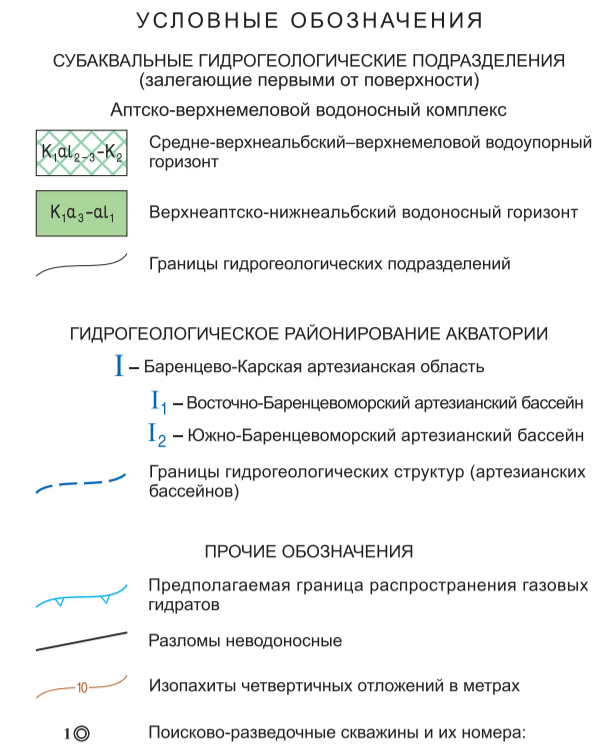 УСЛОВНЫЕ ОБОЗНАЧЕНИЯ
СУБАКВАЛЬНЫЕ ГИДРОГЕОЛОГИЧЕСКИЕ ПОДРАЗДЕЛЕНИЯ
(залегающие первыми от поверхности)
Аптско-верхнемеловой водоносный комплекс
K₁al₂₋₃-K₂ Средне-верхнеальбский–верхнемеловой водоупорный
горизонт
K₁a₃-al₁ Верхнеаптско-нижнеальбский водоносный горизонт
Границы гидрогеологических подразделений
ГИДРОГЕОЛОГИЧЕСКОЕ РАЙОНИРОВАНИЕ АКВАТОРИИ
I – Баренцево-Карская артезианская область
I₁ – Восточно-Баренцевоморский артезианский бассейн
I₂ – Южно-Баренцевоморский артезианский бассейн
Границы гидрогеологических структур (артезианских
бассейнов)
ПРОЧИЕ ОБОЗНАЧЕНИЯ
Предполагаемая граница распространения газовых
гидратов
Разломы неводоносные
10 Изопахиты четвертичных отложений в метрах
1 Поисково-разведочные скважины и их номера: